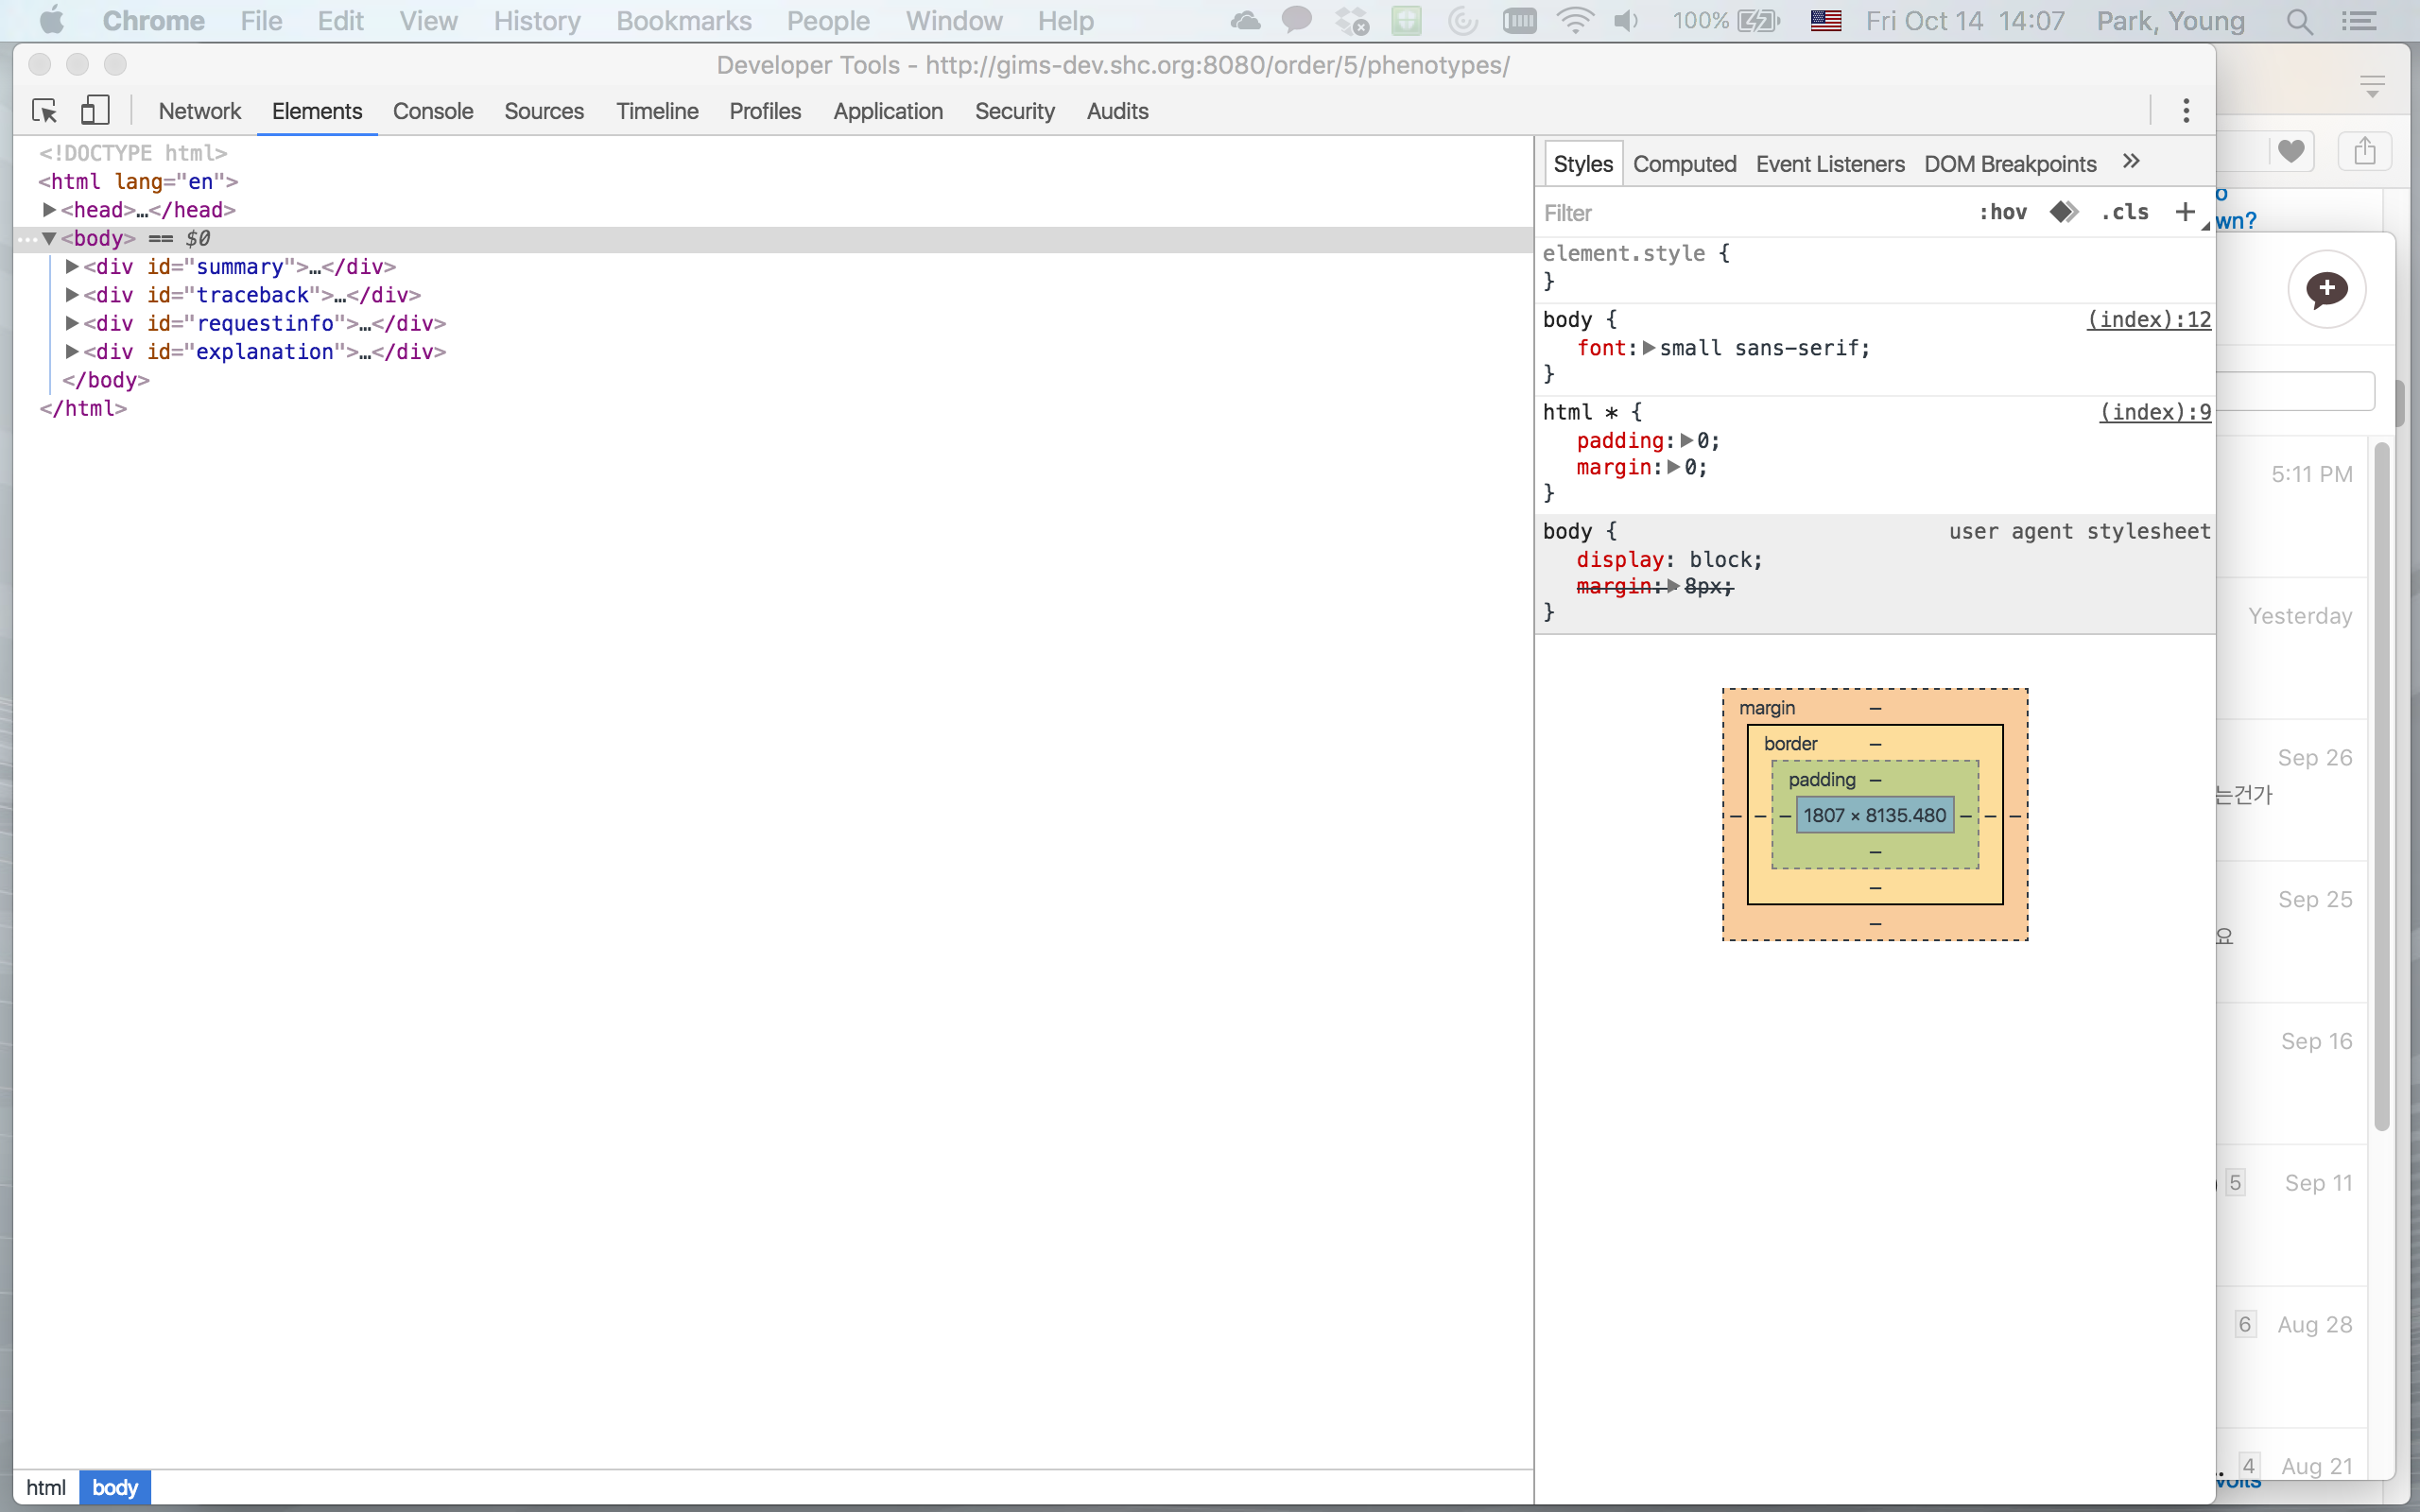 Chrome File Edit View History Bookmarks People Window Help 100% Fri Oct 14 14:07 Park, Young
Developer Tools - http://gims-dev.shc.org:8080/order/5/phenotypes/
Network Elements Console Sources Timeline Profiles Application Security Audits
<!DOCTYPE html>
<html lang="en">
<head>…</head>
<body> == $0
<div id="summary">…</div>
<div id="traceback">…</div>
<div id="requestinfo">…</div>
<div id="explanation">…</div>
</body>
</html>
html body
Styles Computed Event Listeners DOM Breakpoints »
Filter :hov .cls +
element.style {
}
body { (index):12
font: small sans-serif;
}
html * { (index):9
padding: 0;
margin: 0;
}
body { user agent stylesheet
display: block;
margin: 8px;
}
margin –
border –
padding –
– – – 1807 × 8135.480 – – –
–
–
–
wn?
5:11 PM
Yesterday
Sep 26
는건가
Sep 25
요
Sep 16
5 Sep 11
6 Aug 28
4 Aug 21